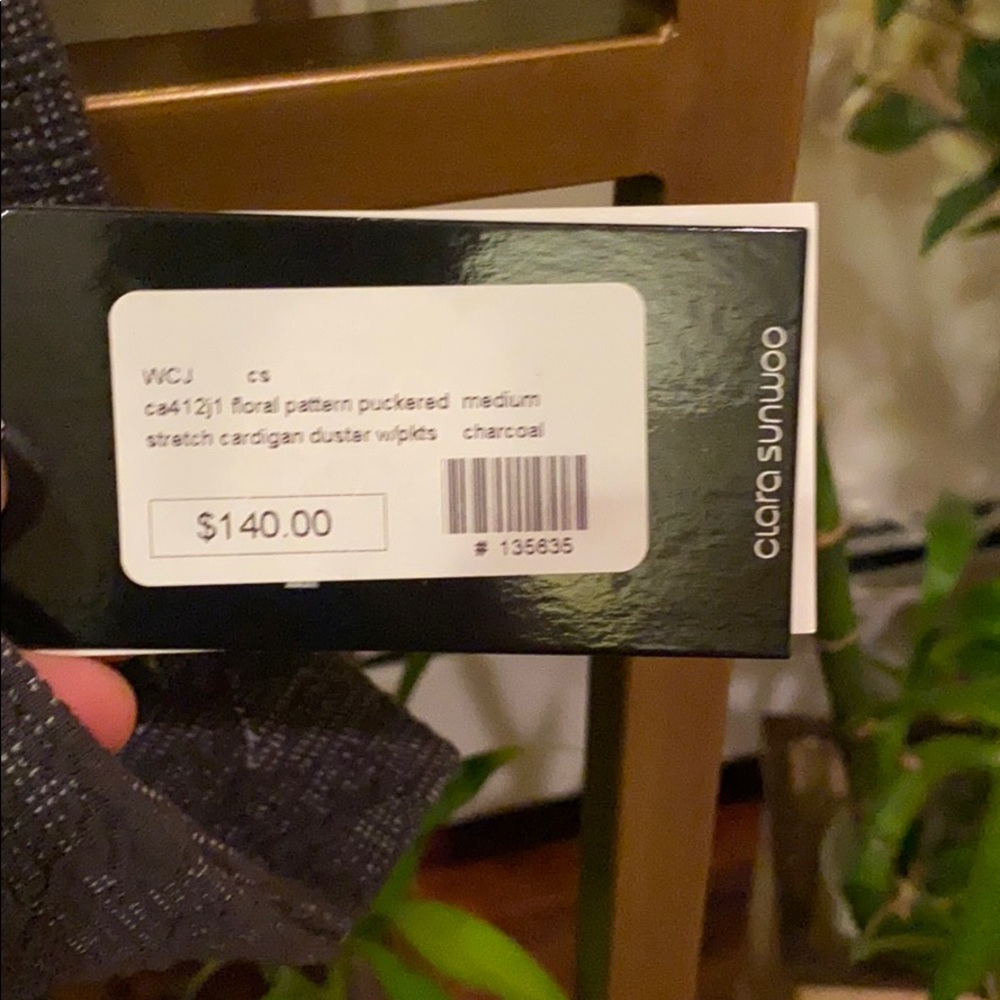 WCJ cs
ca412j1 floral pattern puckered medium
stretch cardigan duster w/pkts charcoal
$140.00
# 135635
clara sunwoo